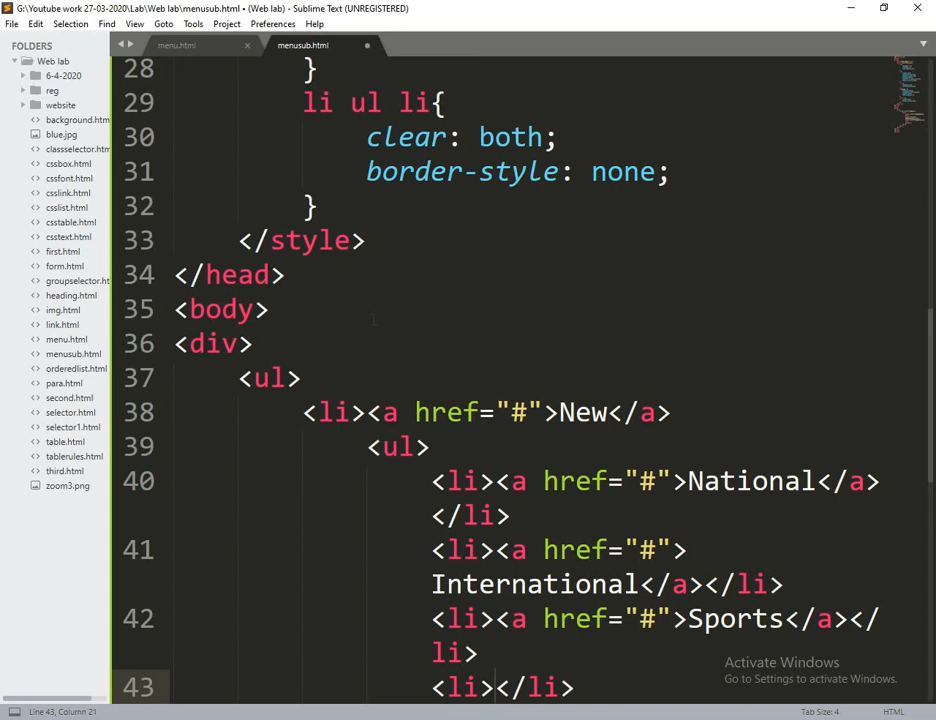 G:\Youtube work 27-03-2020\Lab\Web lab\menusub.html • (Web lab) - Sublime Text (UNREGISTERED)
File Edit Selection Find View Goto Tools Project Preferences Help
FOLDERS
Web lab
6-4-2020
reg
website
background.htm
blue.jpg
classselector.html
cssbox.html
cssfont.html
csslink.html
csslist.html
csstable.html
csstext.html
first.html
form.html
groupselector.ht
heading.html
img.html
link.html
menu.html
menusub.html
orderedlist.html
para.html
second.html
selector.html
selector1.html
table.html
tablerules.html
third.html
zoom3.png
menu.html
menusub.html
28 }
29 li ul li{
30 clear: both;
31 border-style: none;
32 }
33 </style>
34 </head>
35 <body>
36 <div>
37 <ul>
38 <li><a href="#">New</a>
39 <ul>
40 <li><a href="#">National</a>
</li>
41 <li><a href="#">
International</a></li>
42 <li><a href="#">Sports</a></
li>
43 <li></li>
Activate Windows
Go to Settings to activate Windows.
Line 43, Column 21
Tab Size: 4
HTML